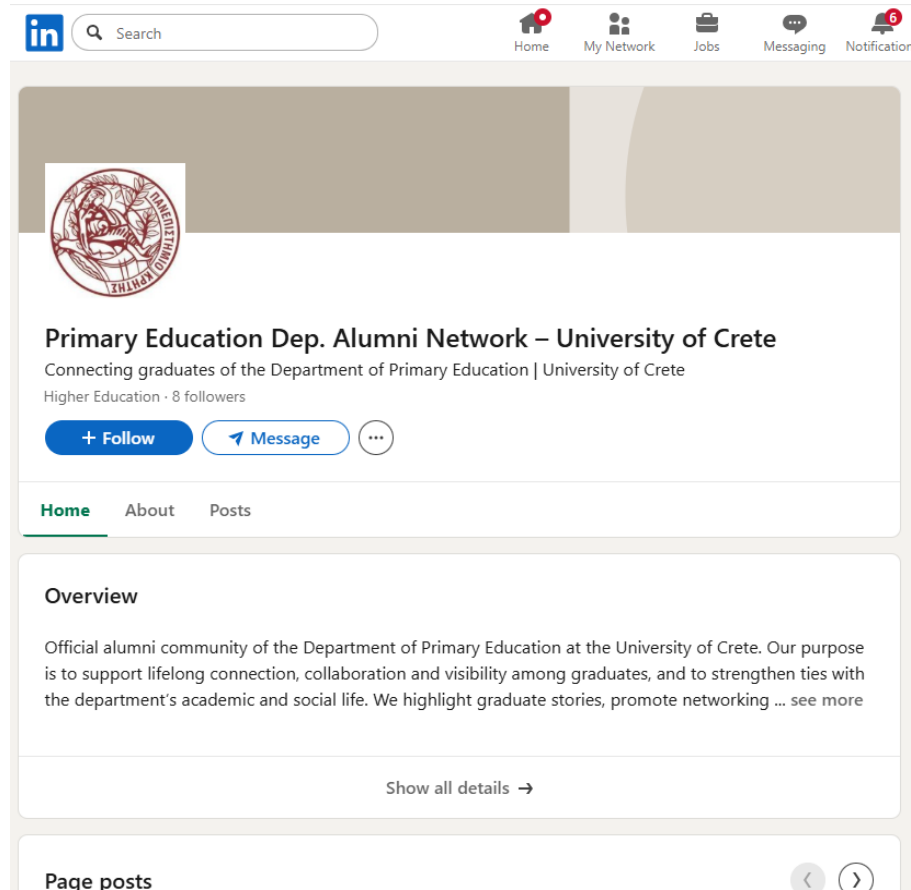 in
Search
Home
My Network
Jobs
Messaging
6
Notification
ΠΑΝΕΠΙΣΤΗΜΙΟ ΚΡΗΤΗΣ
Primary Education Dep. Alumni Network – University of Crete
Connecting graduates of the Department of Primary Education | University of Crete
Higher Education · 8 followers
+ Follow
Message
...
Home About Posts
Overview
Official alumni community of the Department of Primary Education at the University of Crete. Our purpose
is to support lifelong connection, collaboration and visibility among graduates, and to strengthen ties with
the department's academic and social life. We highlight graduate stories, promote networking ... see more
Show all details →
Page posts